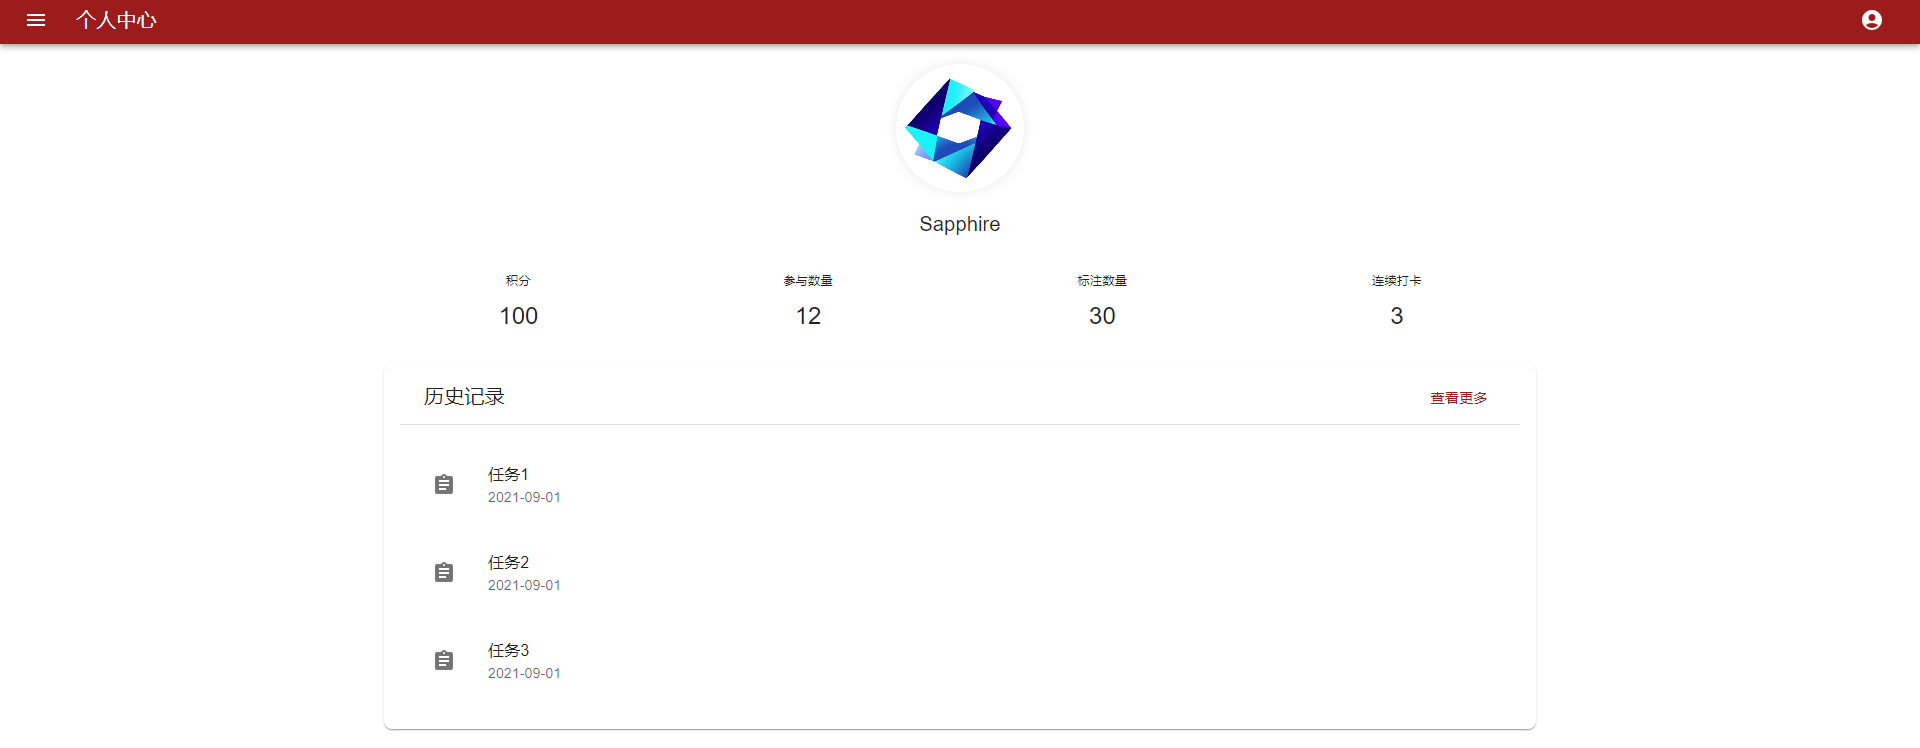 个人中心
Sapphire
积分 参与数量 标注数量 连续打卡
100 12 30 3
历史记录 查看更多
任务1
2021-09-01
任务2
2021-09-01
任务3
2021-09-01